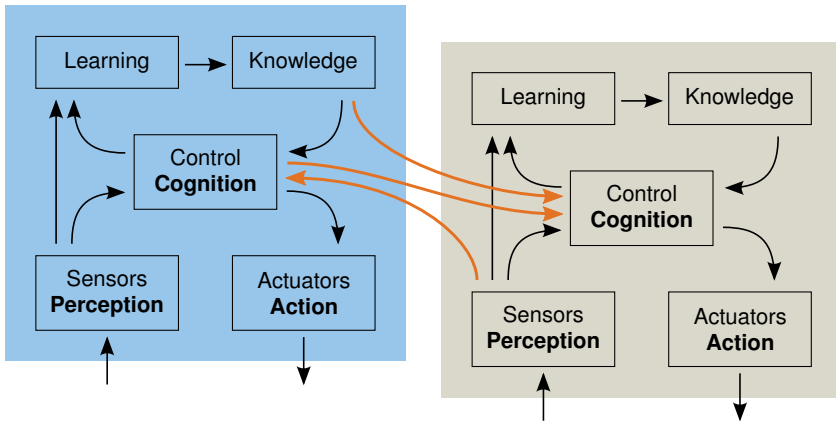 Learning
Knowledge
Control
Cognition
Sensors
Perception
Actuators
Action
Learning
Knowledge
Control
Cognition
Sensors
Perception
Actuators
Action